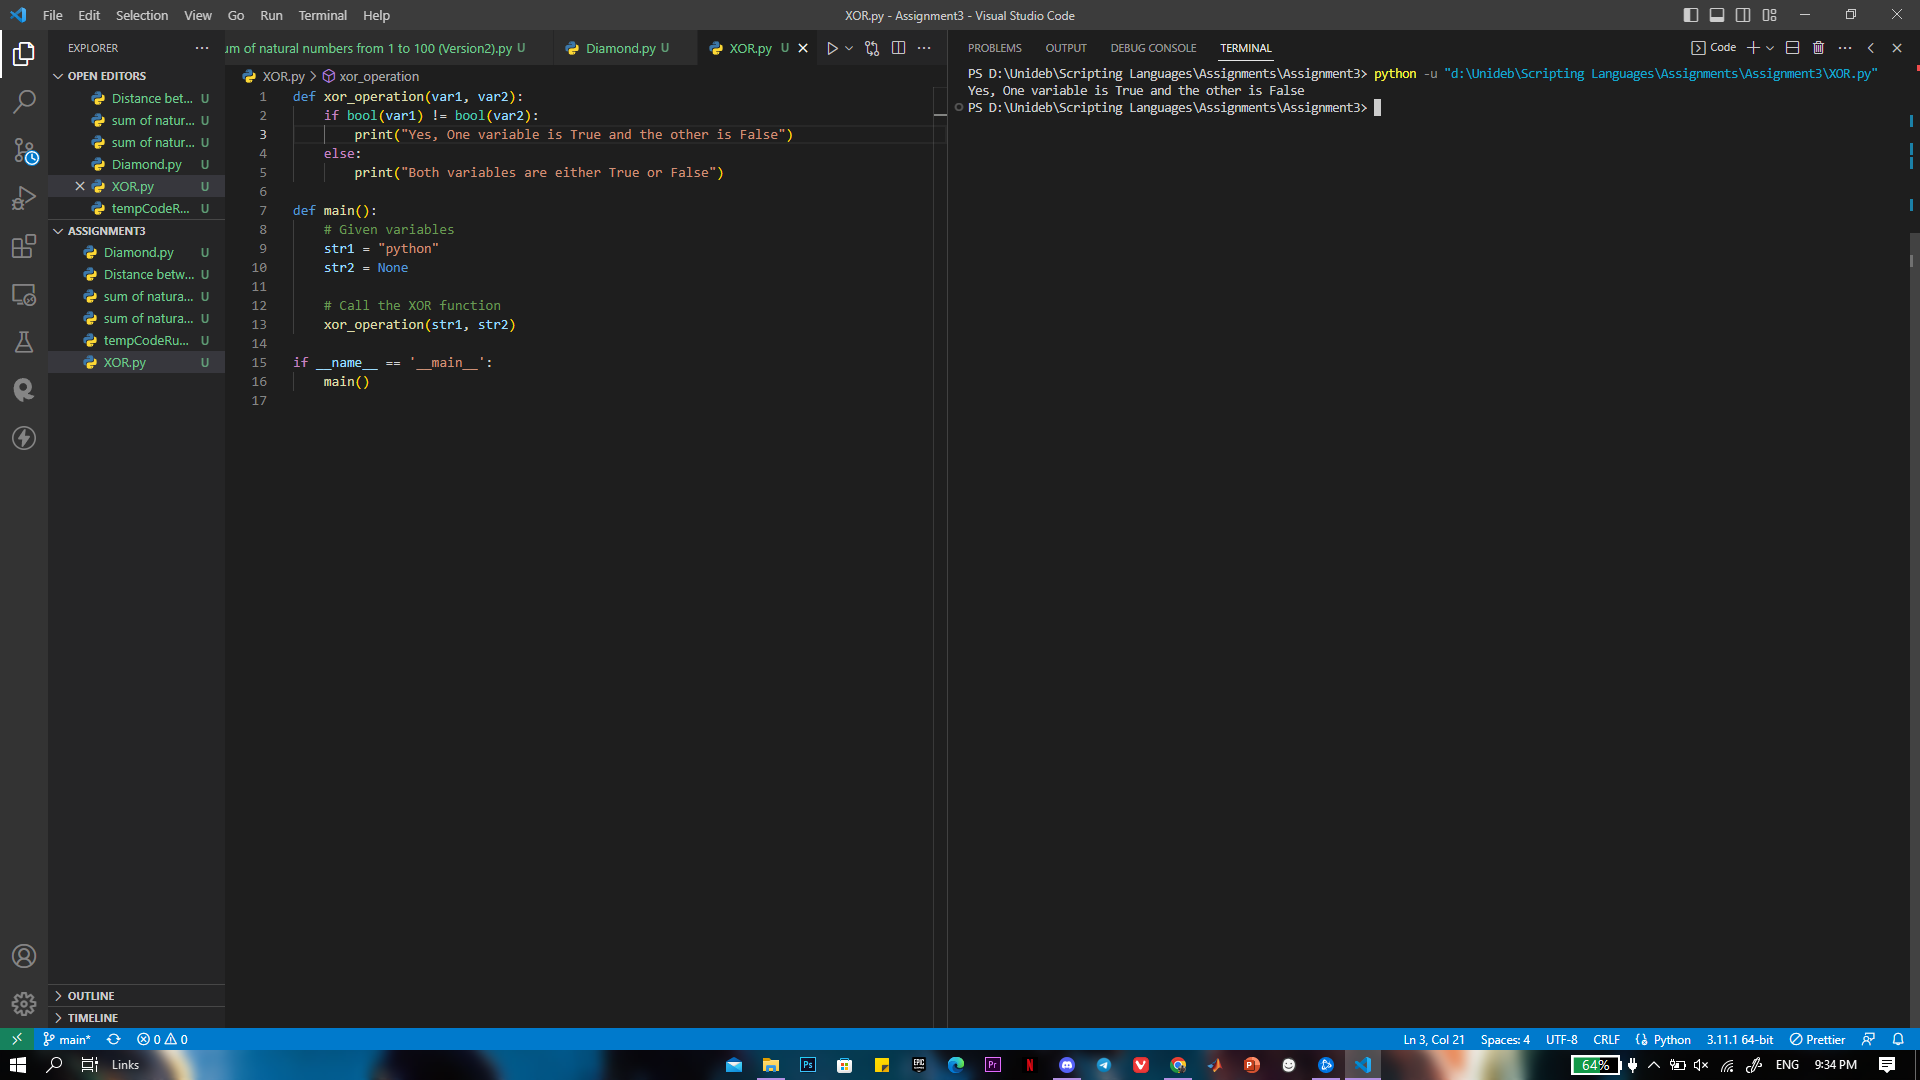 File Edit Selection View Go Run Terminal Help
XOR.py - Assignment3 - Visual Studio Code
EXPLORER
OPEN EDITORS
Distance bet... U
sum of natur... U
sum of natur... U
Diamond.py U
XOR.py U
tempCodeR... U
ASSIGNMENT3
Diamond.py U
Distance betw... U
sum of natura... U
sum of natura... U
tempCodeRu... U
XOR.py U
OUTLINE
TIMELINE
um of natural numbers from 1 to 100 (Version2).py U Diamond.py U XOR.py U
XOR.py > xor_operation
1 def xor_operation(var1, var2):
2 if bool(var1) != bool(var2):
3 print("Yes, One variable is True and the other is False")
4 else:
5 print("Both variables are either True or False")
6
7 def main():
8 # Given variables
9 str1 = "python"
10 str2 = None
11
12 # Call the XOR function
13 xor_operation(str1, str2)
14
15 if __name__ == '__main__':
16 main()
17
PROBLEMS OUTPUT DEBUG CONSOLE TERMINAL Code
PS D:\Unideb\Scripting Languages\Assignments\Assignment3> python -u "d:\Unideb\Scripting Languages\Assignments\Assignment3\XOR.py"
Yes, One variable is True and the other is False
PS D:\Unideb\Scripting Languages\Assignments\Assignment3>
main* 0 0 Ln 3, Col 21 Spaces: 4 UTF-8 CRLF Python 3.11.1 64-bit Prettier
Links Ps EPIC Pr N 64% ENG 9:34 PM